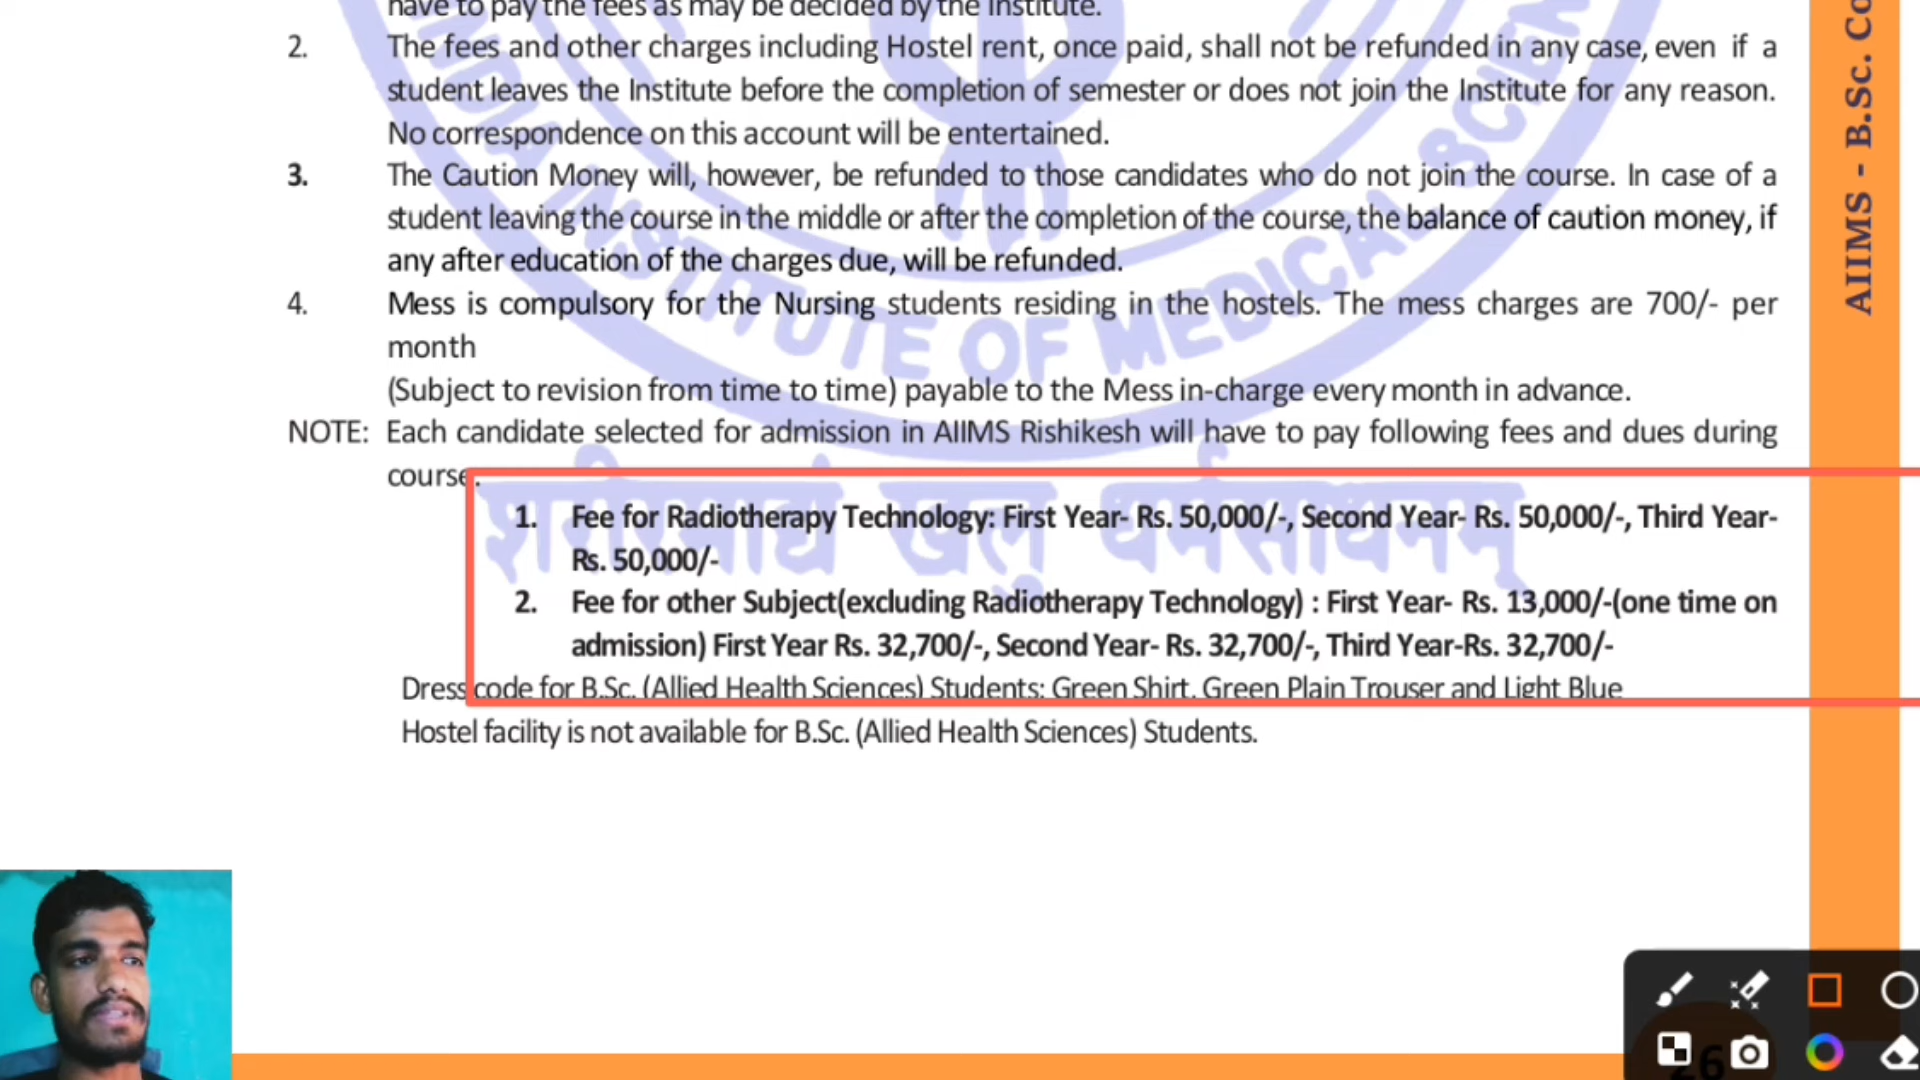 have to pay the fees as may be decided by the Institute.
2. The fees and other charges including Hostel rent, once paid, shall not be refunded in any case, even if a
student leaves the Institute before the completion of semester or does not join the Institute for any reason.
No correspondence on this account will be entertained.
3. The Caution Money will, however, be refunded to those candidates who do not join the course. In case of a
student leaving the course in the middle or after the completion of the course, the balance of caution money, if
any after education of the charges due, will be refunded.
4. Mess is compulsory for the Nursing students residing in the hostels. The mess charges are 700/- per
month
(Subject to revision from time to time) payable to the Mess in-charge every month in advance.
NOTE: Each candidate selected for admission in AIIMS Rishikesh will have to pay following fees and dues during
course.
1. Fee for Radiotherapy Technology: First Year- Rs. 50,000/-, Second Year- Rs. 50,000/-, Third Year-
Rs. 50,000/-
2. Fee for other Subject(excluding Radiotherapy Technology) : First Year- Rs. 13,000/-(one time on
admission) First Year Rs. 32,700/-, Second Year- Rs. 32,700/-, Third Year-Rs. 32,700/-
Dress code for B.Sc. (Allied Health Sciences) Students: Green Shirt, Green Plain Trouser and Light Blue
Hostel facility is not available for B.Sc. (Allied Health Sciences) Students.
INSTITUTE OF MEDICAL
शरीरमाद्यं खलु धर्मसाधनम्
AIIMS - B.Sc.